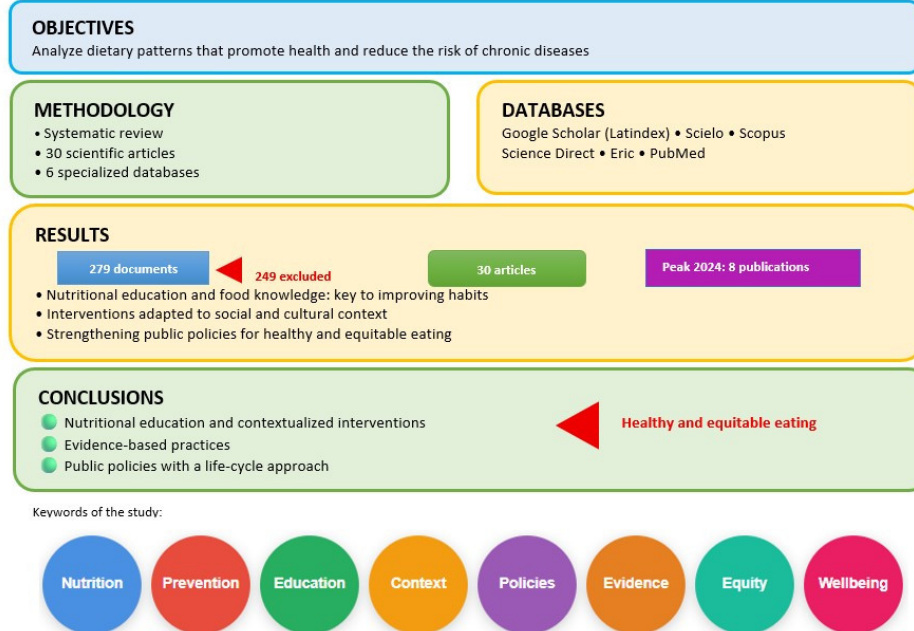 OBJECTIVES
Analyze dietary patterns that promote health and reduce the risk of chronic diseases
METHODOLOGY
• Systematic review
• 30 scientific articles
• 6 specialized databases
DATABASES
Google Scholar (Latindex) • Scielo • Scopus
Science Direct • Eric • PubMed
RESULTS
279 documents
249 excluded
30 articles
Peak 2024: 8 publications
• Nutritional education and food knowledge: key to improving habits
• Interventions adapted to social and cultural context
• Strengthening public policies for healthy and equitable eating
CONCLUSIONS
Nutritional education and contextualized interventions
Evidence-based practices
Public policies with a life-cycle approach
Healthy and equitable eating
Keywords of the study:
Nutrition
Prevention
Education
Context
Policies
Evidence
Equity
Wellbeing